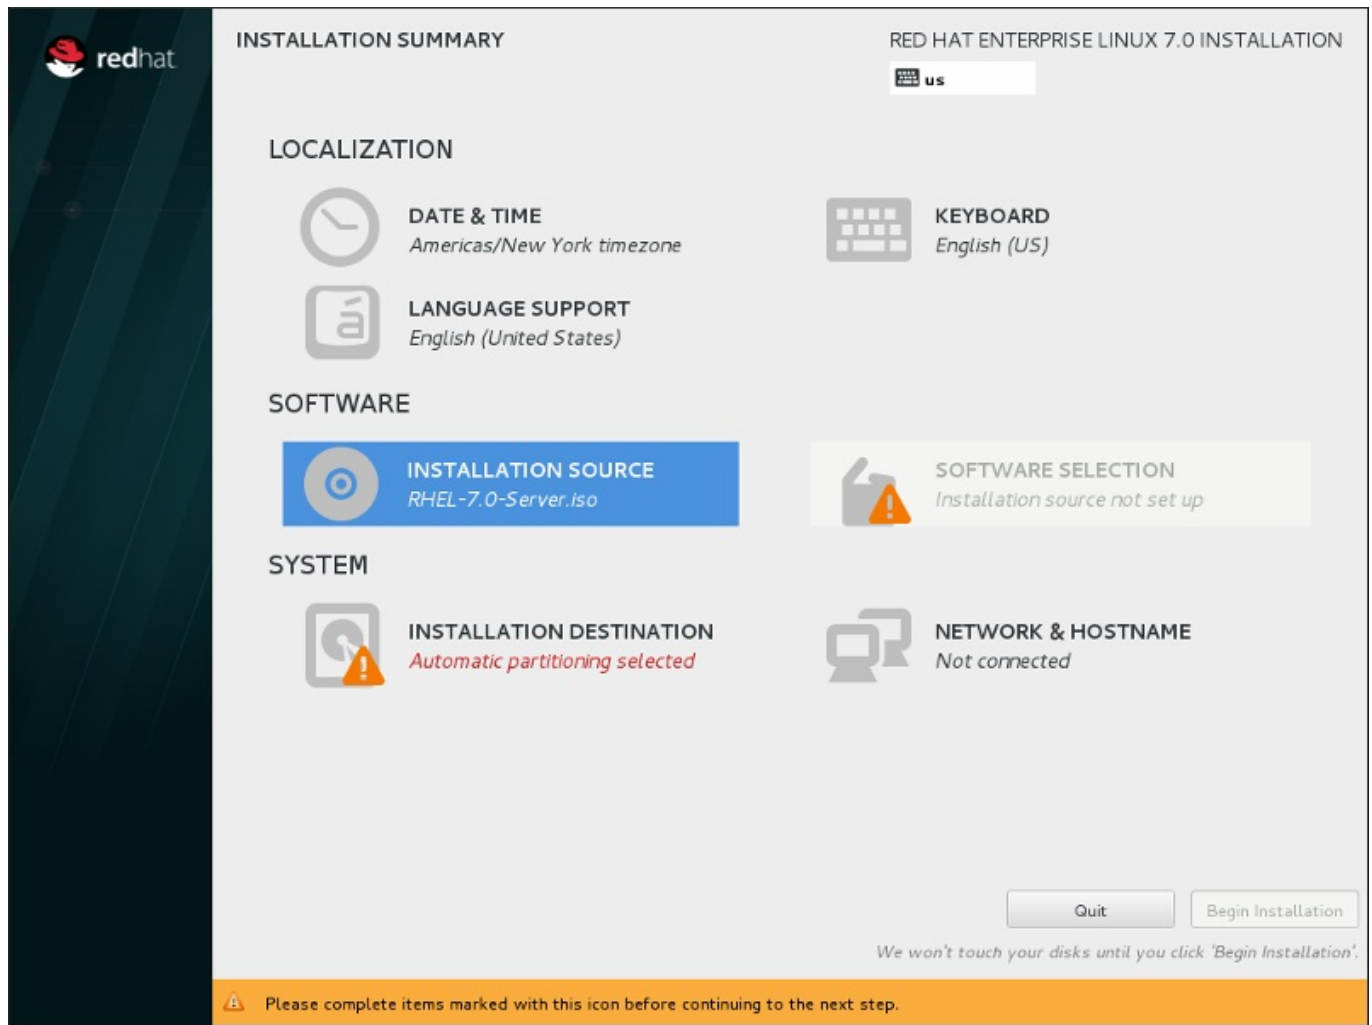 redhat
INSTALLATION SUMMARY
RED HAT ENTERPRISE LINUX 7.0 INSTALLATION
us
LOCALIZATION
DATE & TIME
Americas/New York timezone
KEYBOARD
English (US)
LANGUAGE SUPPORT
English (United States)
SOFTWARE
INSTALLATION SOURCE
RHEL-7.0-Server.iso
SOFTWARE SELECTION
Installation source not set up
SYSTEM
INSTALLATION DESTINATION
Automatic partitioning selected
NETWORK & HOSTNAME
Not connected
Quit
Begin Installation
We won't touch your disks until you click 'Begin Installation'.
Please complete items marked with this icon before continuing to the next step.